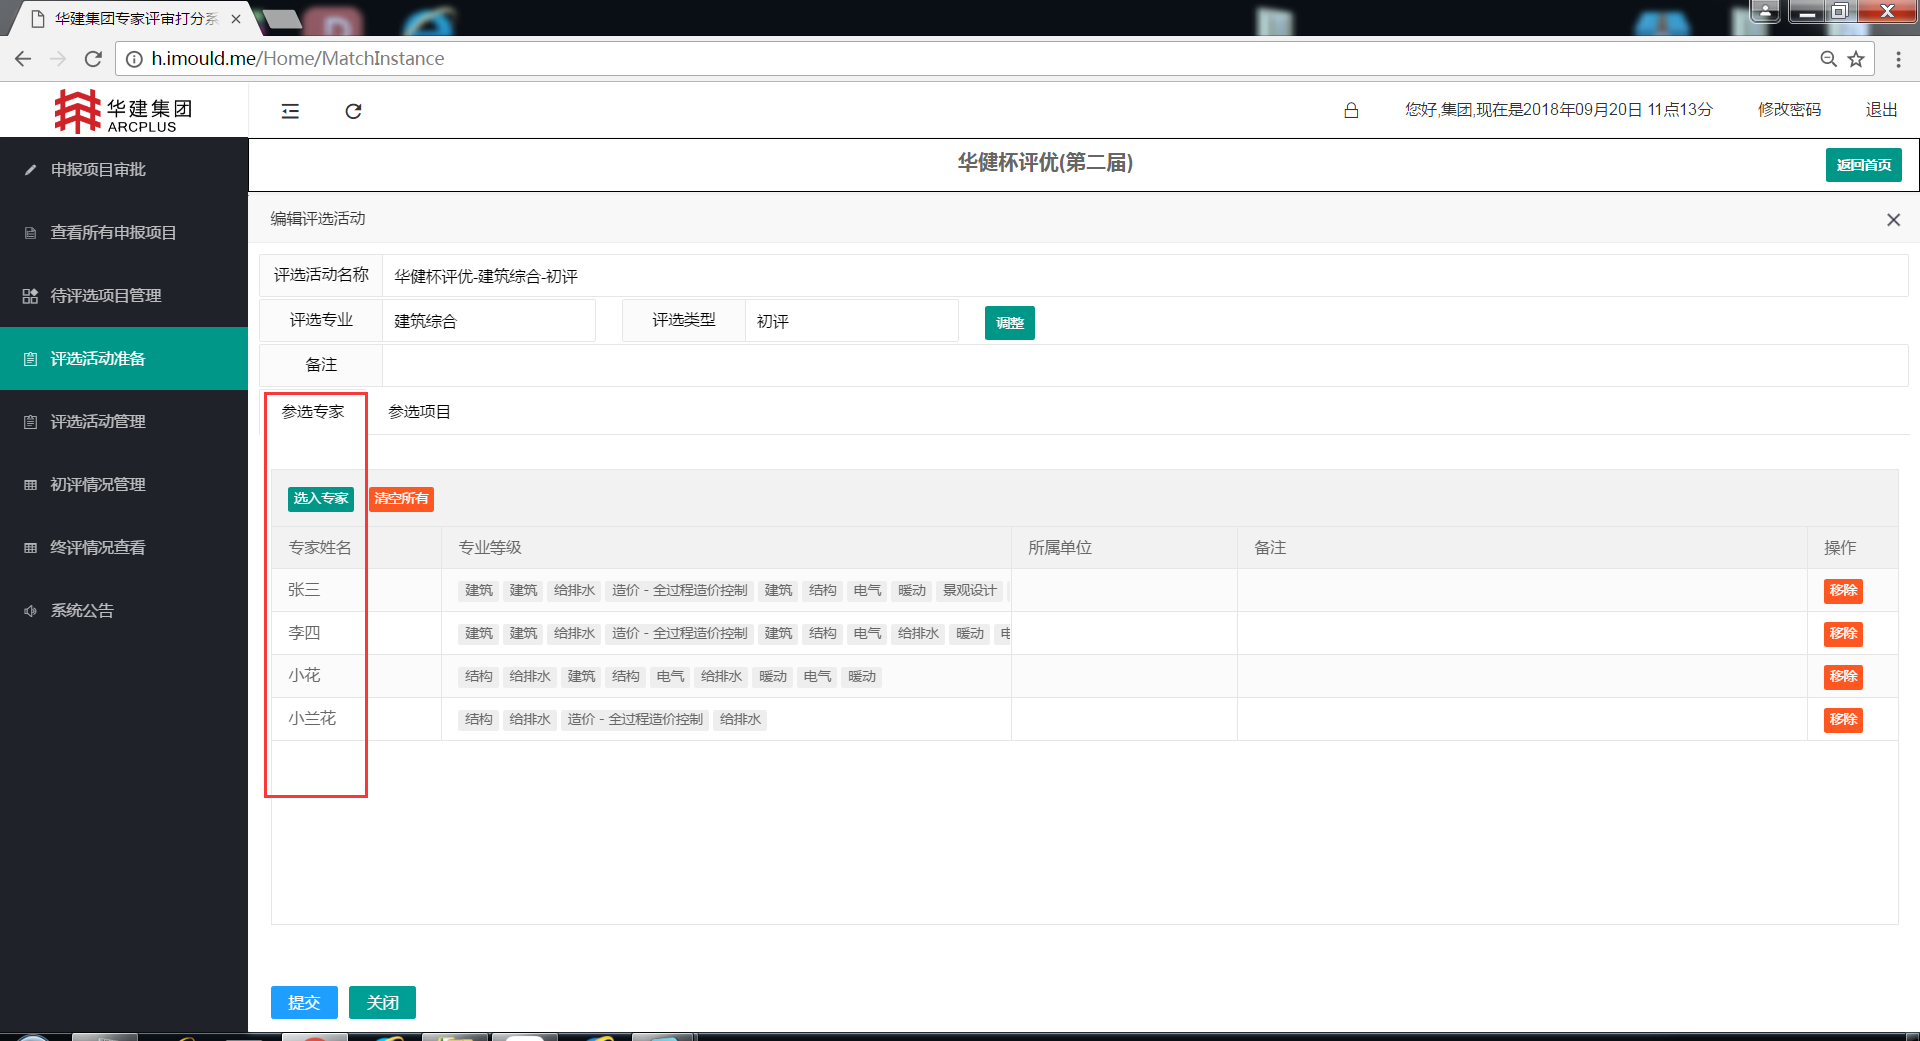 华建集团专家评审打分系
h.imould.me/Home/MatchInstance
华建集团
ARCPLUS
您好,集团,现在是2018年09月20日 11点13分
修改密码
退出
申报项目审批
查看所有申报项目
待评选项目管理
评选活动准备
评选活动管理
初评情况管理
终评情况查看
系统公告
华健杯评优(第二届)
返回首页
编辑评选活动
评选活动名称 华健杯评优-建筑综合-初评
评选专业 建筑综合 评选类型 初评 调整
备注
参选专家 参选项目
选入专家 清空所有
专家姓名 专业等级 所属单位 备注 操作
张三 建筑 建筑 给排水 造价 - 全过程造价控制 建筑 结构 电气 暖动 景观设计 移除
李四 建筑 建筑 给排水 造价 - 全过程造价控制 建筑 结构 电气 给排水 暖动 电 移除
小花 结构 给排水 建筑 结构 电气 给排水 暖动 电气 暖动 移除
小兰花 结构 给排水 造价 - 全过程造价控制 给排水 移除
提交 关闭